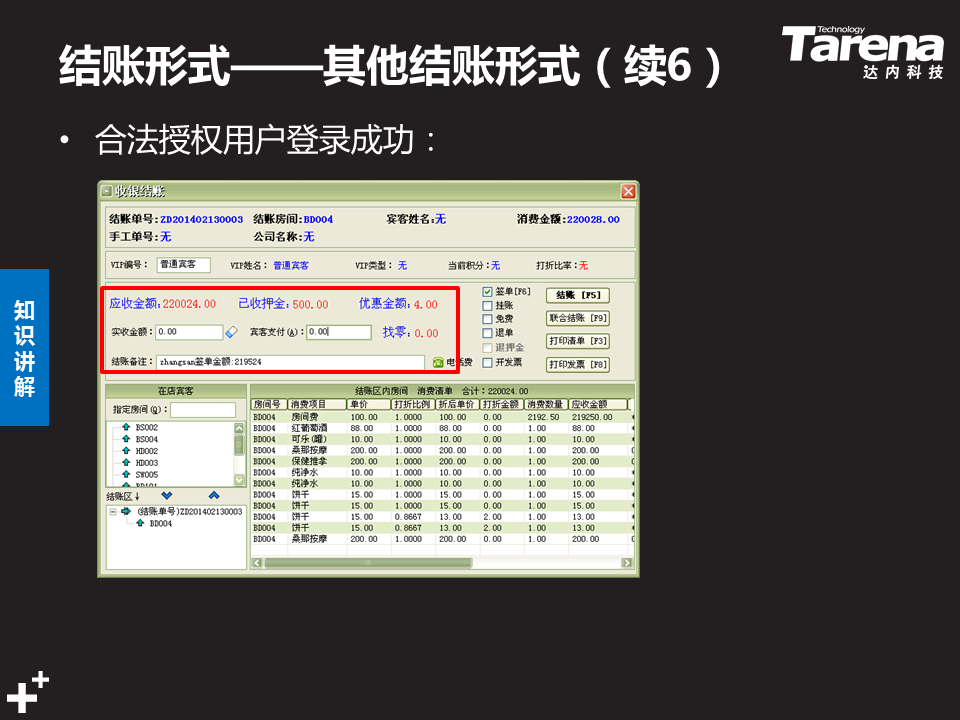 结账形式——其他结账形式（续6）
Technology
Tarena
达内科技
• 合法授权用户登录成功：
知识讲解
收银结账
结账单号:ZD201402130003 结账房间:BD004 宾客姓名:无 消费金额:220028.00
手工单号:无 公司名称:无
VIP编号: 普通宾客 VIP姓名: 普通宾客 VIP类型: 无 当前积分:无 打折比率:无
应收金额:220024.00 已收押金:500.00 优惠金额:4.00
实收金额: 0.00 宾客支付(A): 0.00 找零: 0.00
结账备注: zhangsan签单金额:219524 电话费
签单[F6]
挂账
免费
退单
退押金
开发票
结账 [F5]
联合结账 [F9]
打印清单 [F3]
打印发票 [F8]
在店宾客
指定房间(Q):
BS002
BS004
HD002
HD003
SW005
BD101
结账区↓
(结账单号)ZD201402130003
BD004
结账区内房间 消费清单 合计:220024.00
房间号 消费项目 单价 打折比例 折后单价 打折金额 消费数量 应收金额
BD004 房间费 100.00 1.0000 100.00 0.00 2192.50 219250.00
BD004 红葡萄酒 88.00 1.0000 88.00 0.00 1.00 88.00
BD004 可乐(罐) 10.00 1.0000 10.00 0.00 1.00 10.00
BD004 桑那按摩 200.00 1.0000 200.00 0.00 1.00 200.00
BD004 保健推拿 200.00 1.0000 200.00 0.00 1.00 200.00
BD004 纯净水 10.00 1.0000 10.00 0.00 1.00 10.00
BD004 纯净水 10.00 1.0000 10.00 0.00 1.00 10.00
BD004 饼干 15.00 1.0000 15.00 0.00 1.00 15.00
BD004 饼干 15.00 1.0000 15.00 0.00 1.00 15.00
BD004 饼干 15.00 0.8667 13.00 2.00 1.00 13.00
BD004 饼干 15.00 0.8667 13.00 2.00 1.00 13.00
BD004 桑那按摩 200.00 1.0000 200.00 0.00 1.00 200.00